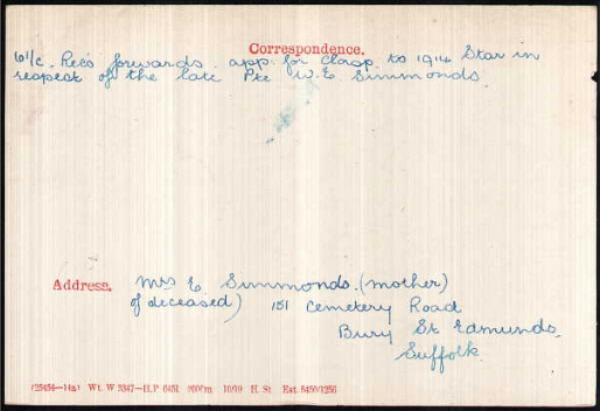 Correspondence.
O i/c. Recs forwards. app. for clasp to 1914 Star in
respect of the late Pte W. E. Simmonds.
Address. Mrs E. Simmonds. (mother)
of deceased) 151 Cemetery Road
Bury St Edmunds.
Suffolk.
(25454—14a) Wt. W 3347—H.P 6451 2000m 10/19 H. St Est. 6450/1256